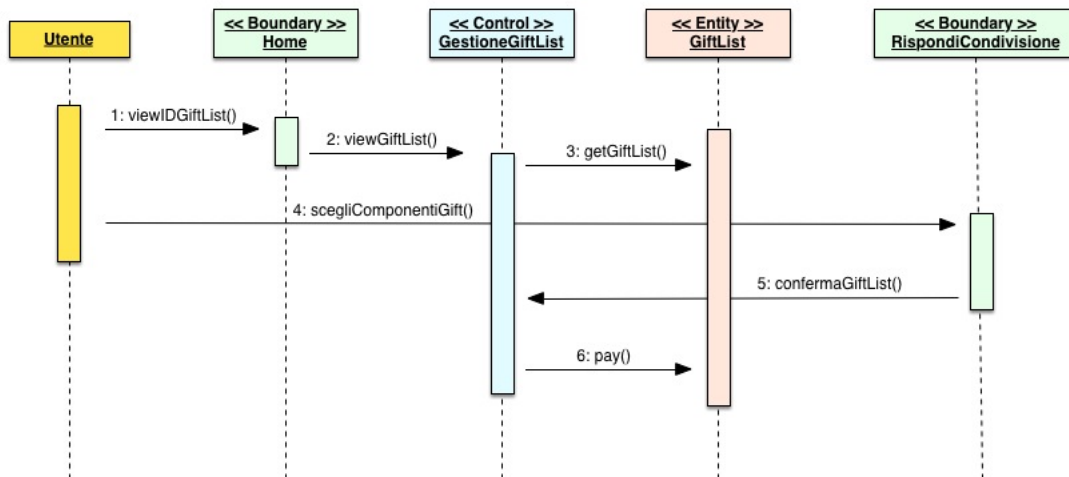 Utente
<< Boundary >>
Home
<< Control >>
GestioneGiftList
<< Entity >>
GiftList
<< Boundary >>
RispondiCondivisione
1: viewIDGiftList()
2: viewGiftList()
3: getGiftList()
4: scegliComponentiGift()
5: confermaGiftList()
6: pay()